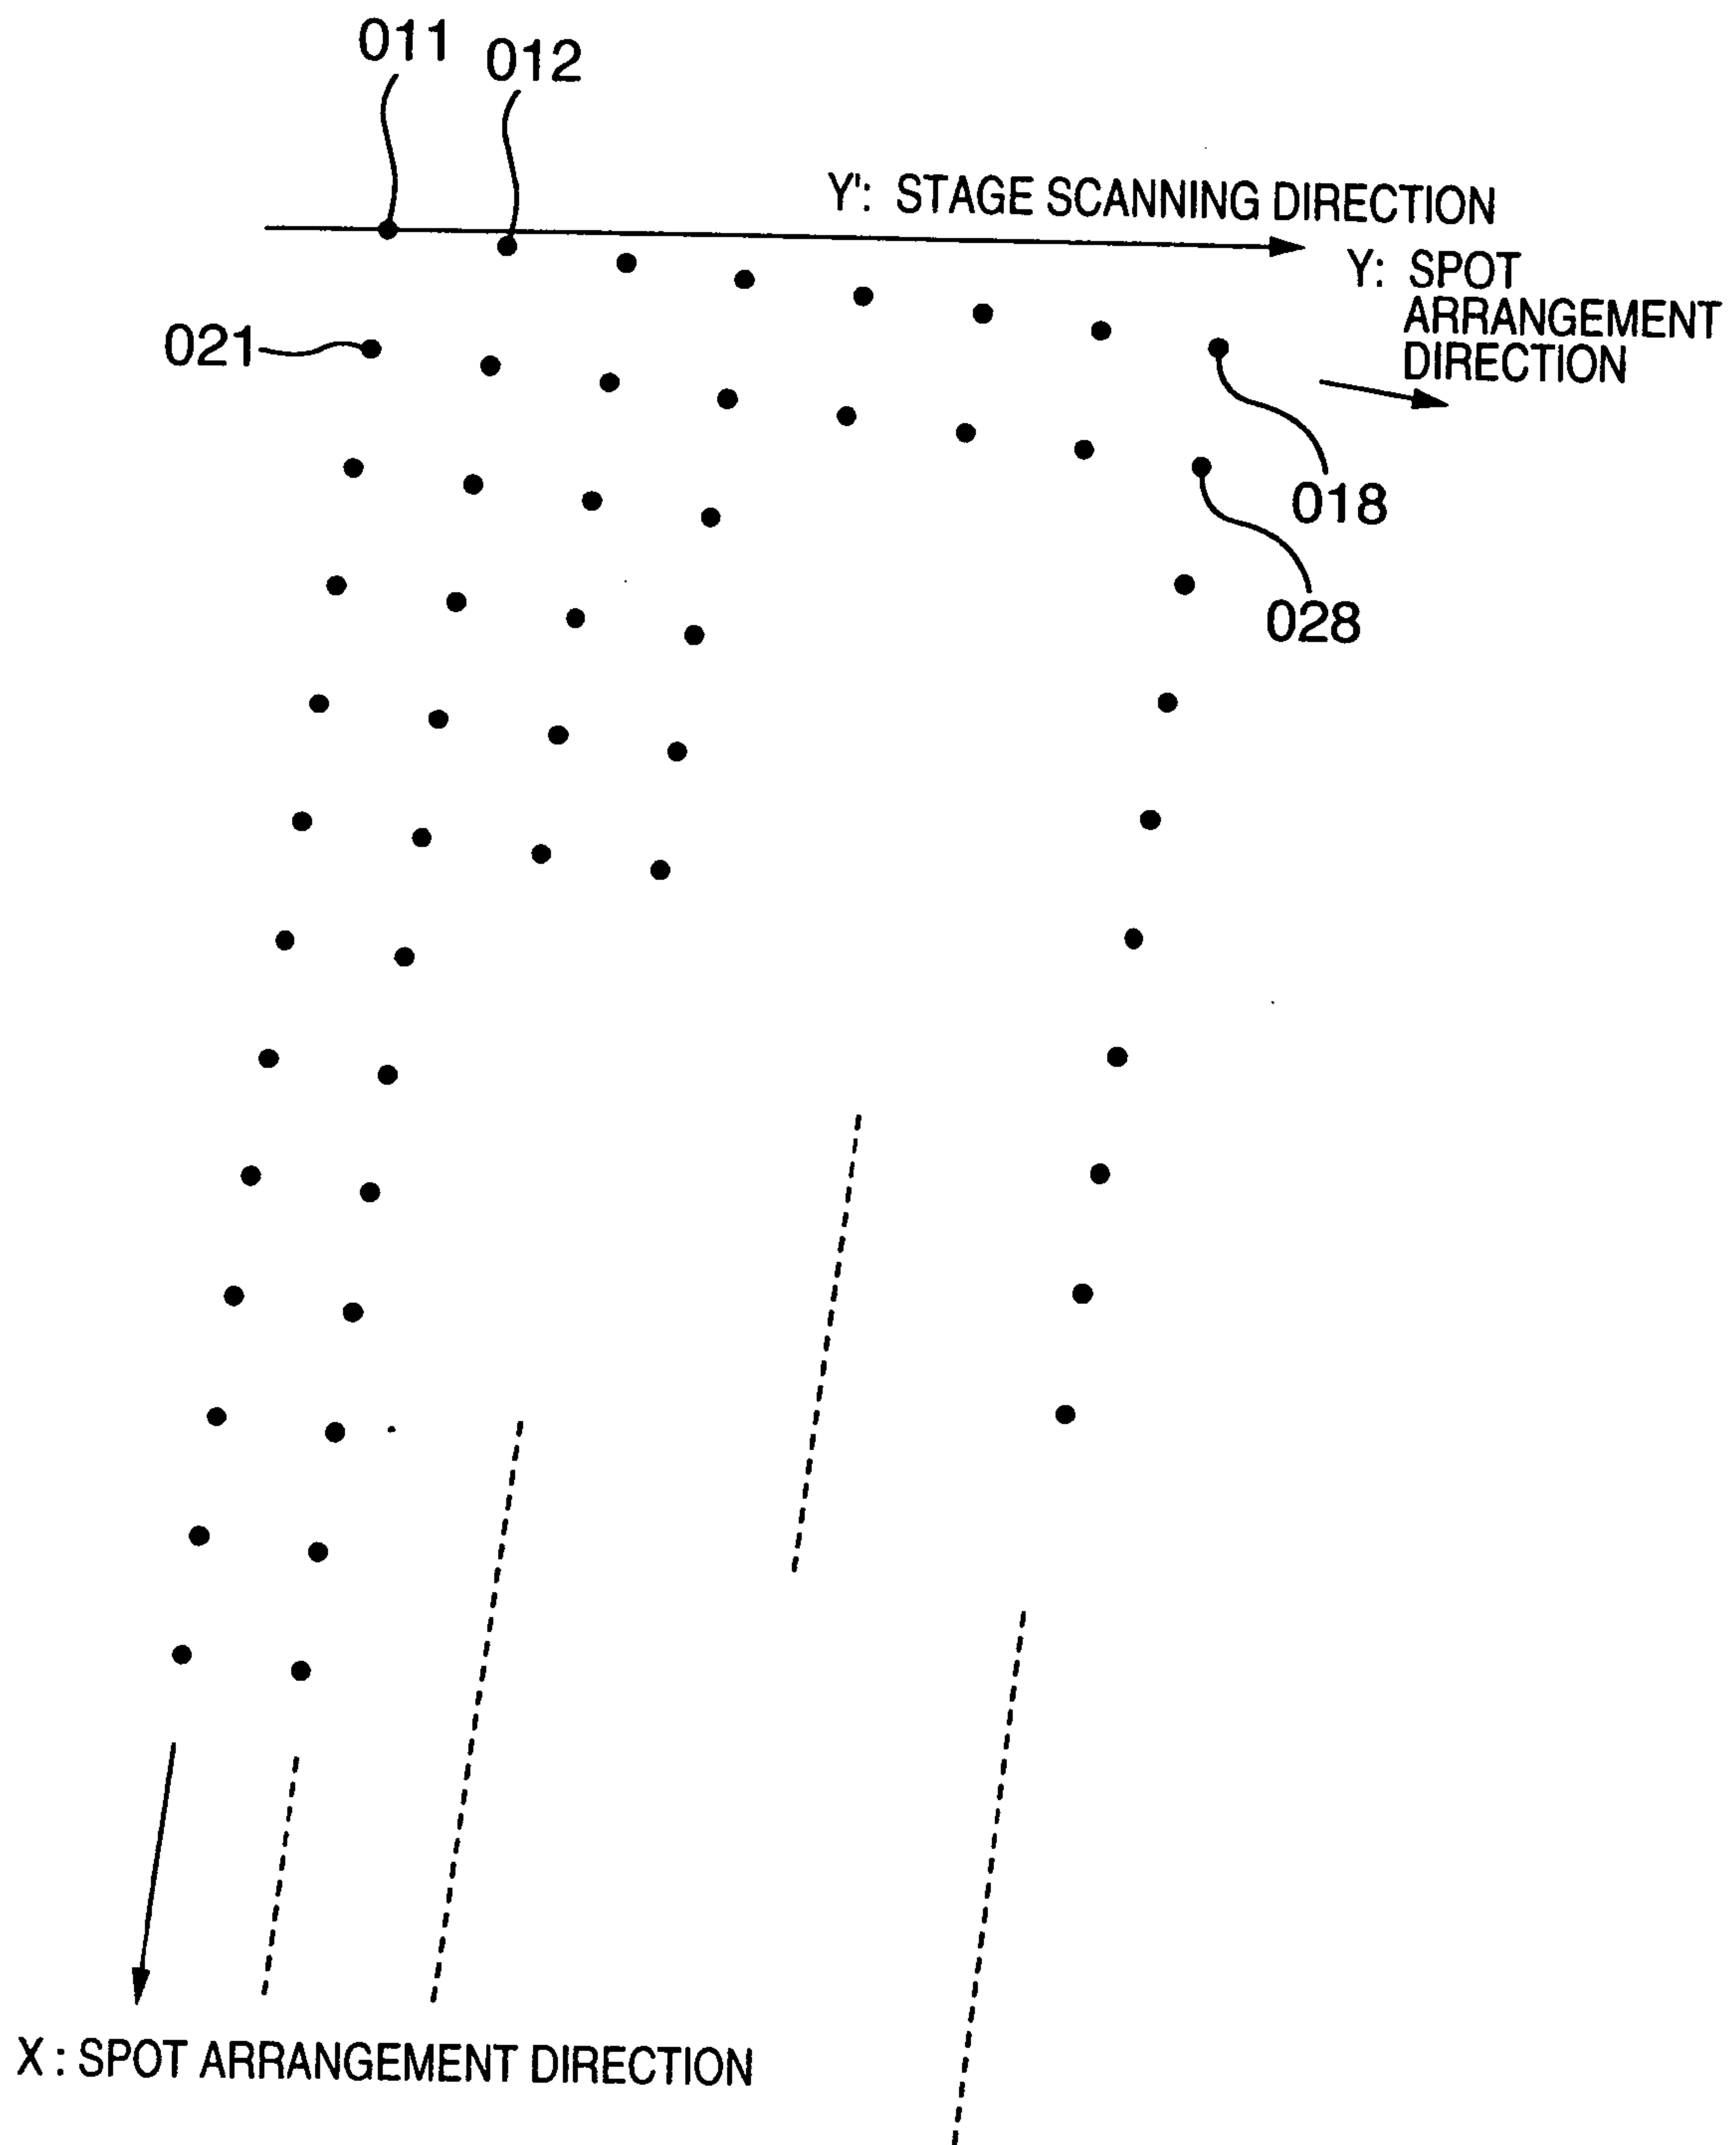 011
012
Y': STAGE SCANNING DIRECTION
Y: SPOT
ARRANGEMENT
DIRECTION
021
018
028
X : SPOT ARRANGEMENT DIRECTION